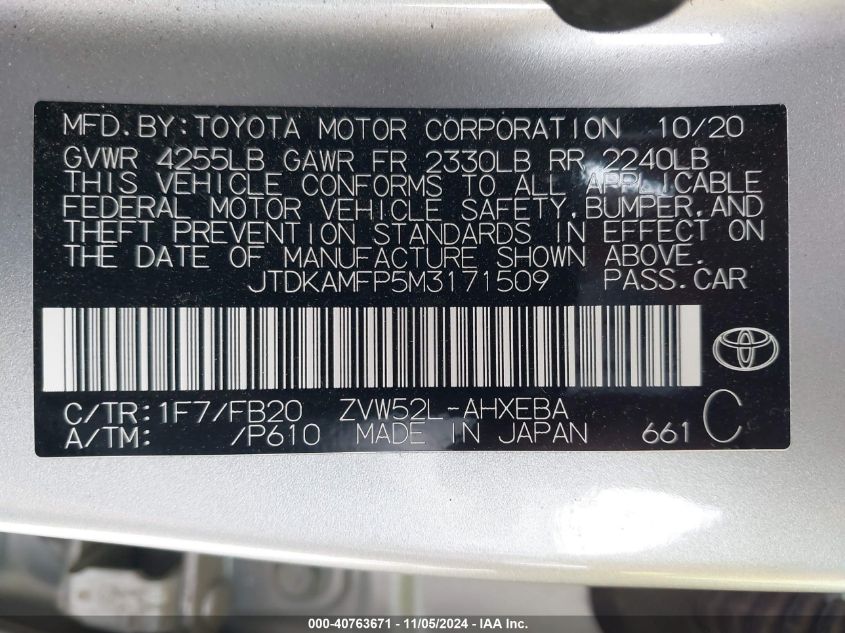 MFD.BY:TOYOTA MOTOR CORPORATION 10/20
GVWR 4255LB GAWR FR 2330LB RR 2240LB
THIS VEHICLE CONFORMS TO ALL APPLICABLE
FEDERAL MOTOR VEHICLE SAFETY,BUMPER,AND
THEFT PREVENTION STANDARDS IN EFFECT ON
THE DATE OF MANUFACTURE SHOWN ABOVE.
JTDKAMFP5M3171509 PASS.CAR
C/TR:1F7/FB20 ZVW52L-AHXEBA C
A/TM: /P610 MADE IN JAPAN 661
000-40763671 - 11/05/2024 - IAA Inc.